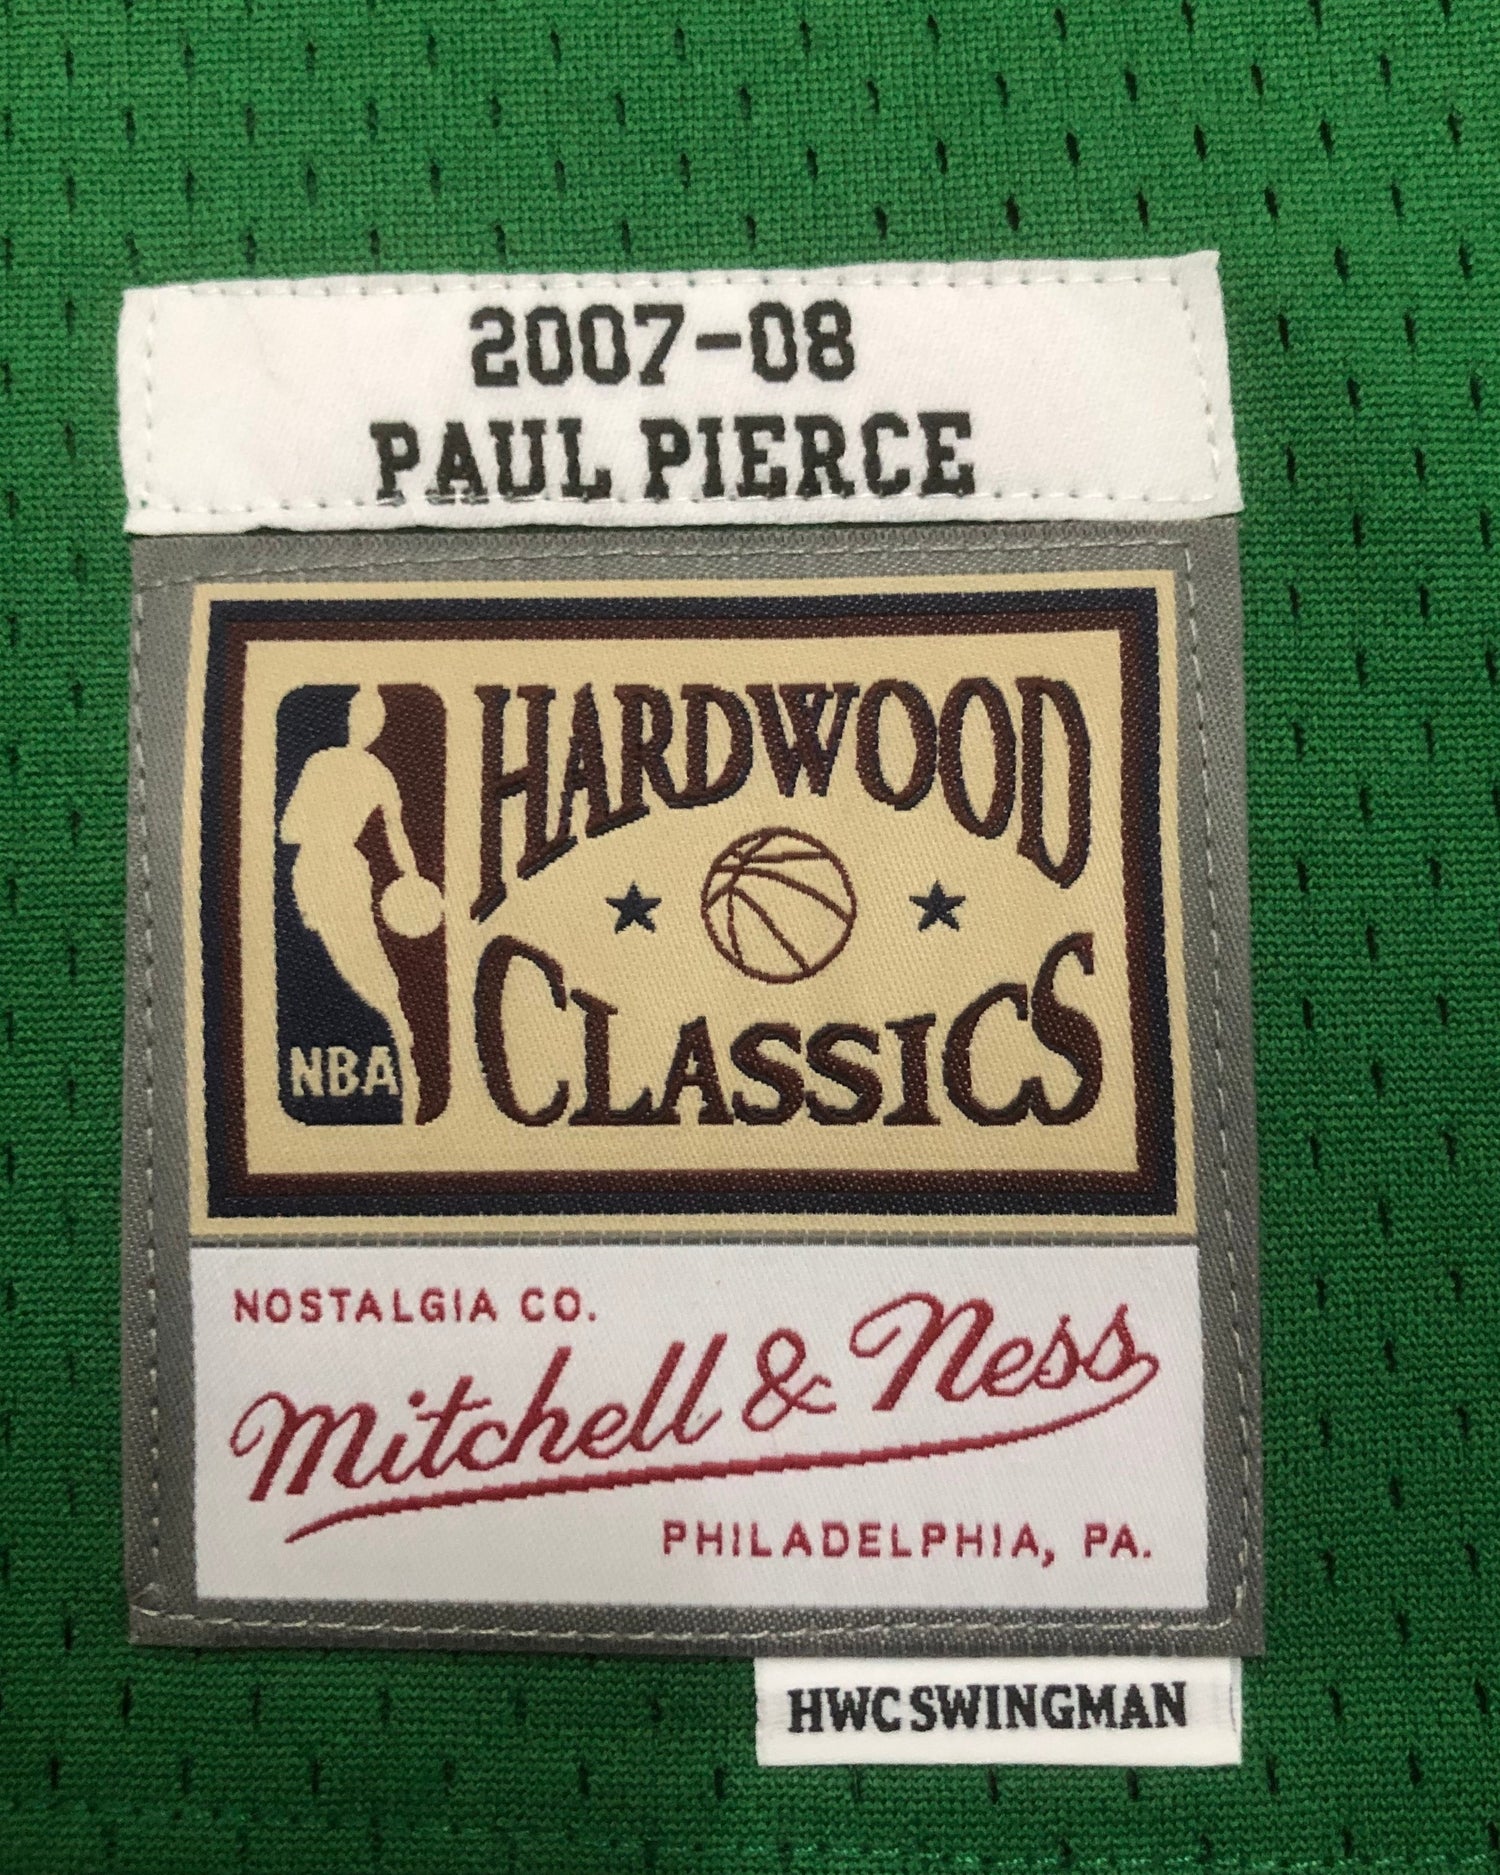 2007-08
PAUL PIERCE
HARDWOOD
CLASSICS
NBA
NOSTALGIA CO.
Mitchell & Ness
PHILADELPHIA, PA.
HWC SWINGMAN